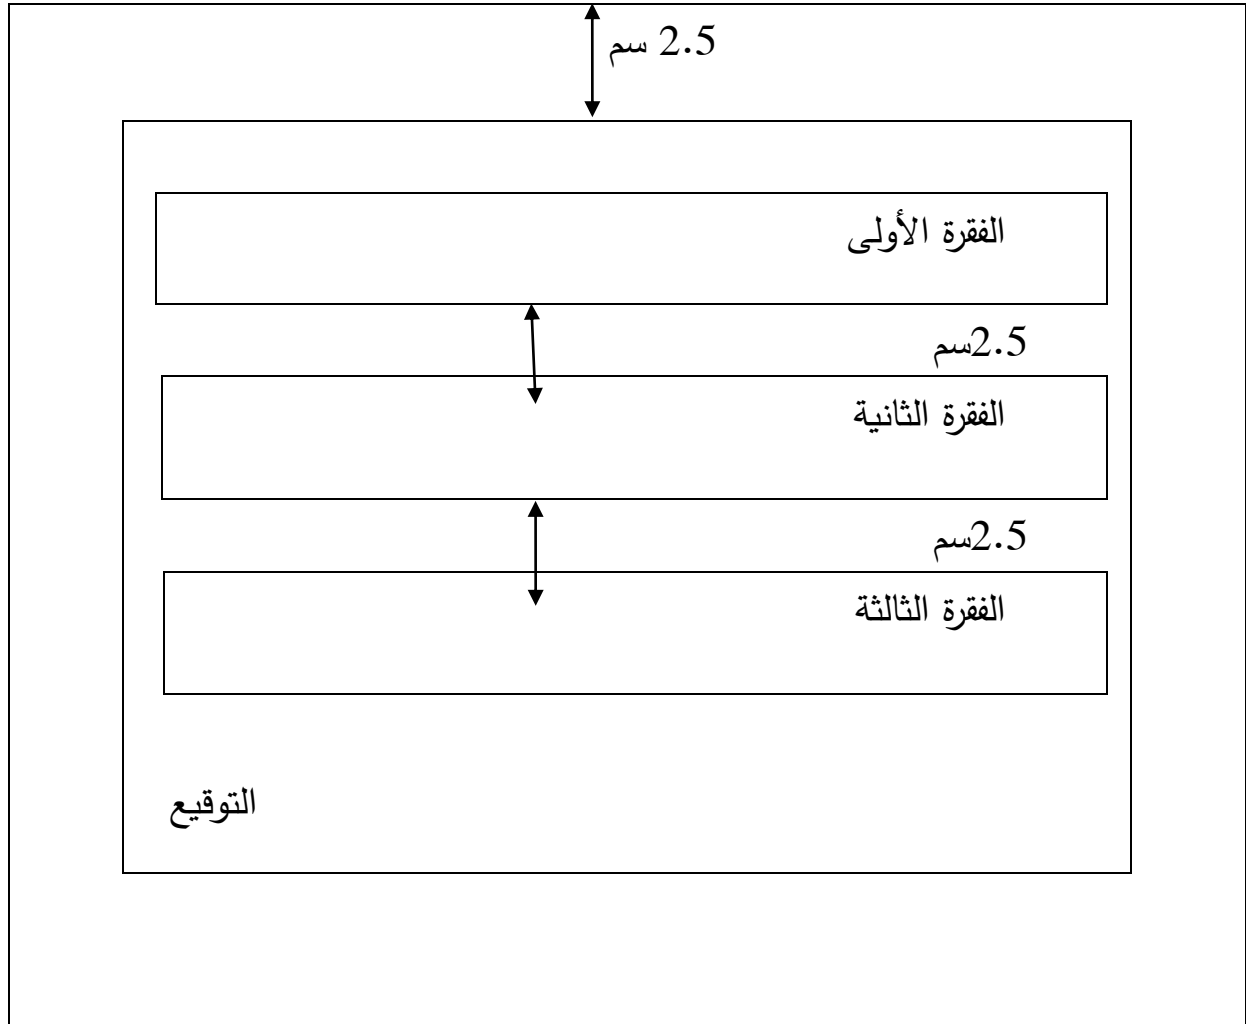 2.5 سم
الفقرة الأولى
2.5سم
الفقرة الثانية
2.5سم
الفقرة الثالثة
التوقيع